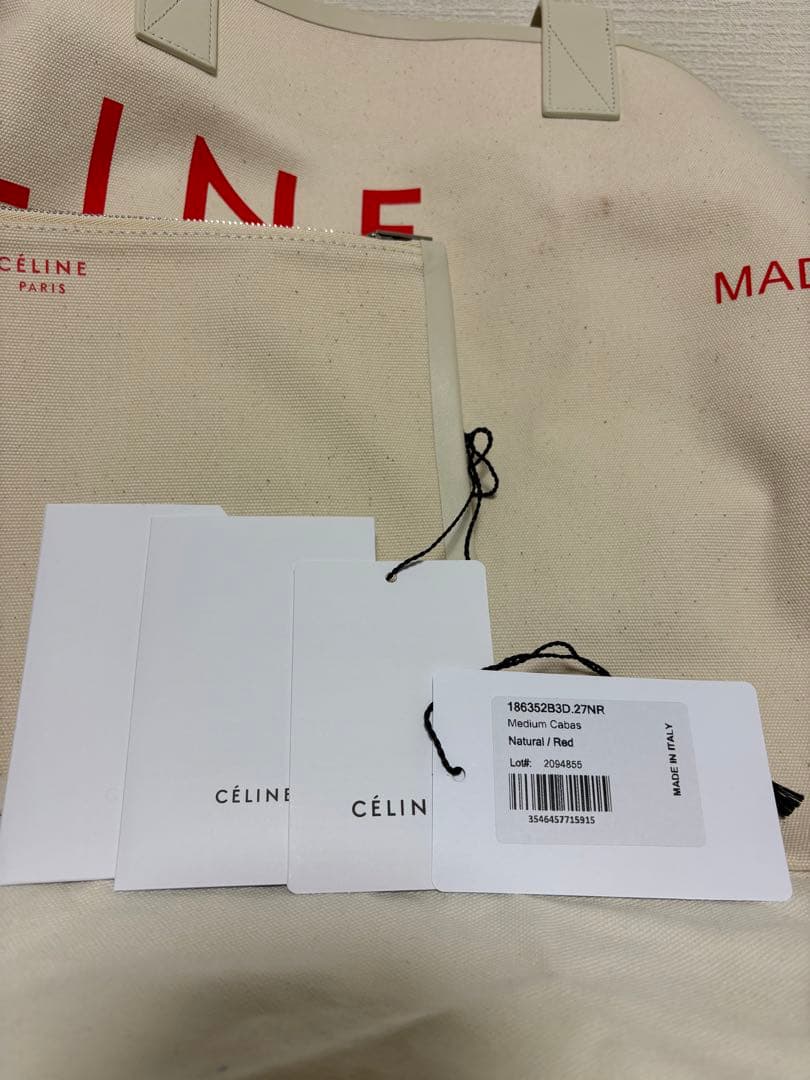 LINE
MAD
CÉLINE
PARIS
CÉLINE
CÉLIN
186352B3D.27NR
Medium Cabas
Natural / Red
Lot#: 2094855
3546457715915
MADE IN ITALY